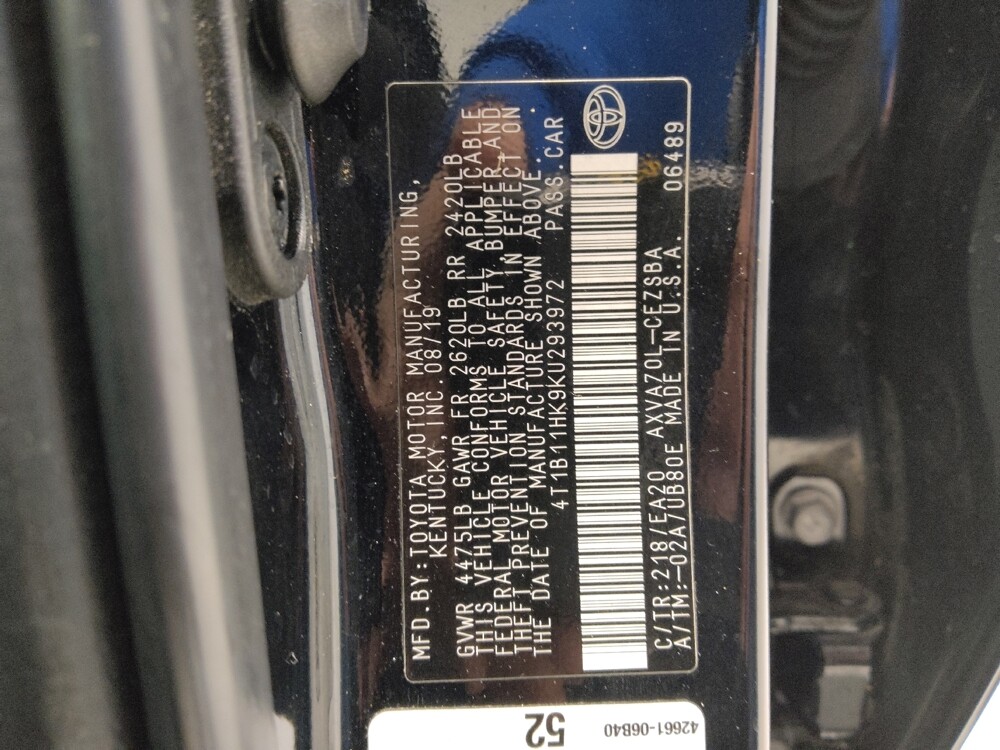 MFD.BY:TOYOTA MOTOR MANUFACTURING,
KENTUCKY, INC. 08/19
GVWR 4475LB GAWR FR 2620LB RR 2420LB
THIS VEHICLE CONFORMS TO ALL APPLICABLE
FEDERAL MOTOR VEHICLE SAFETY, BUMPER, AND
THEFT PREVENTION STANDARDS IN EFFECT ON
THE DATE OF MANUFACTURE SHOWN ABOVE.
4T1B11HK9KU293972 PASS.CAR
C/TR:218/EA20 AXVA70L-CEZSBA 06489
A/TM:-02A/UB80E MADE IN U.S.A.
52
42661-06B40